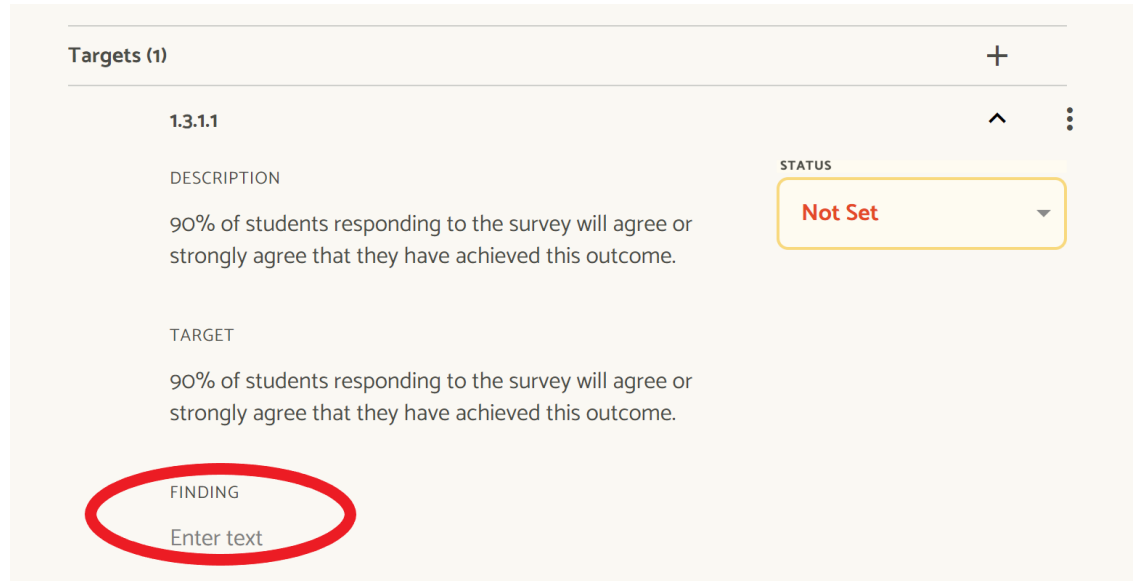 Targets (1)
1.3.1.1
DESCRIPTION
90% of students responding to the survey will agree or
strongly agree that they have achieved this outcome.
STATUS
Not Set
TARGET
90% of students responding to the survey will agree or
strongly agree that they have achieved this outcome.
FINDING
Enter text